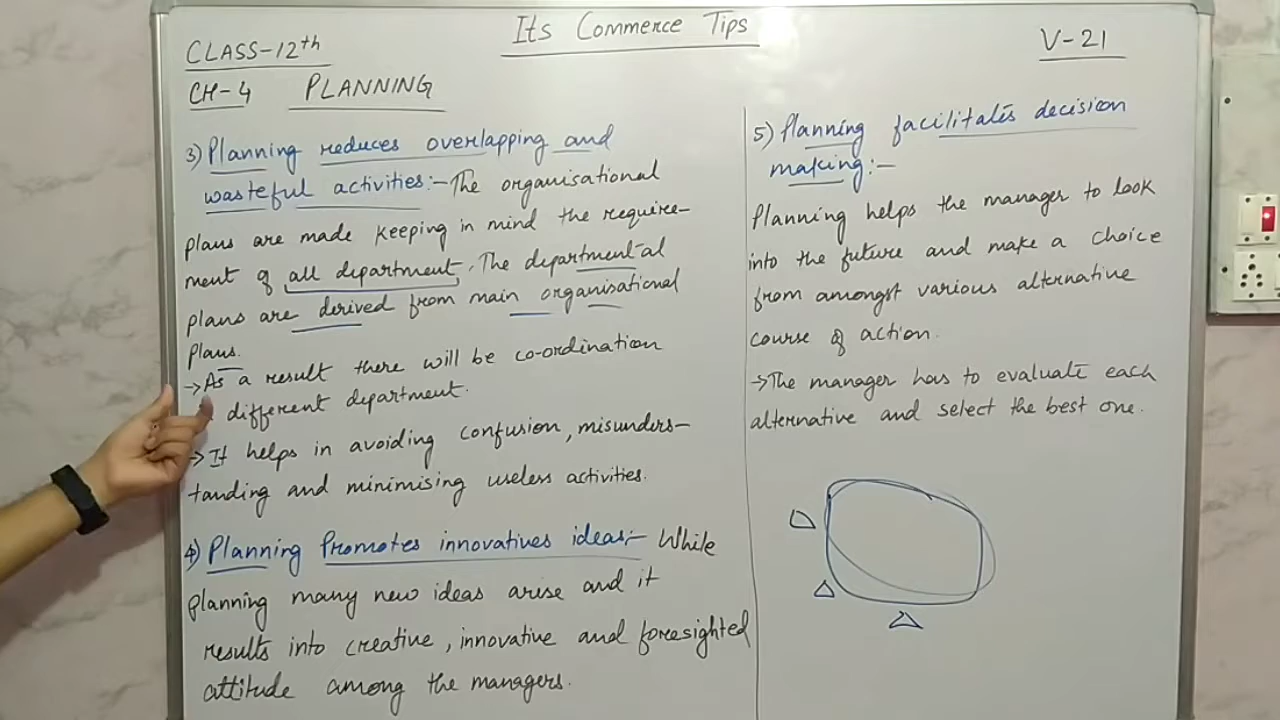 Its Commerce Tips
CLASS-12th
V-21
CH-4 PLANNING
3) Planning reduces overlapping and
wasteful activities:- The organisational
plans are made keeping in mind the require-
ment of all department. The departmental
plans are derived from main organisational
plans.
→ As a result there will be co-ordination
different department.
→ It helps in avoiding confusion, misunders-
tanding and minimising useless activities.
4) Planning Promotes innovatives ideas:- While
planning many new ideas arise and it
results into creative, innovative and foresighted
attitude among the managers.
5) Planning facilitates decision
making:-
Planning helps the manager to look
into the future and make a choice
from amongst various alternative
course of action.
→ The manager has to evaluate each
alternative and select the best one.